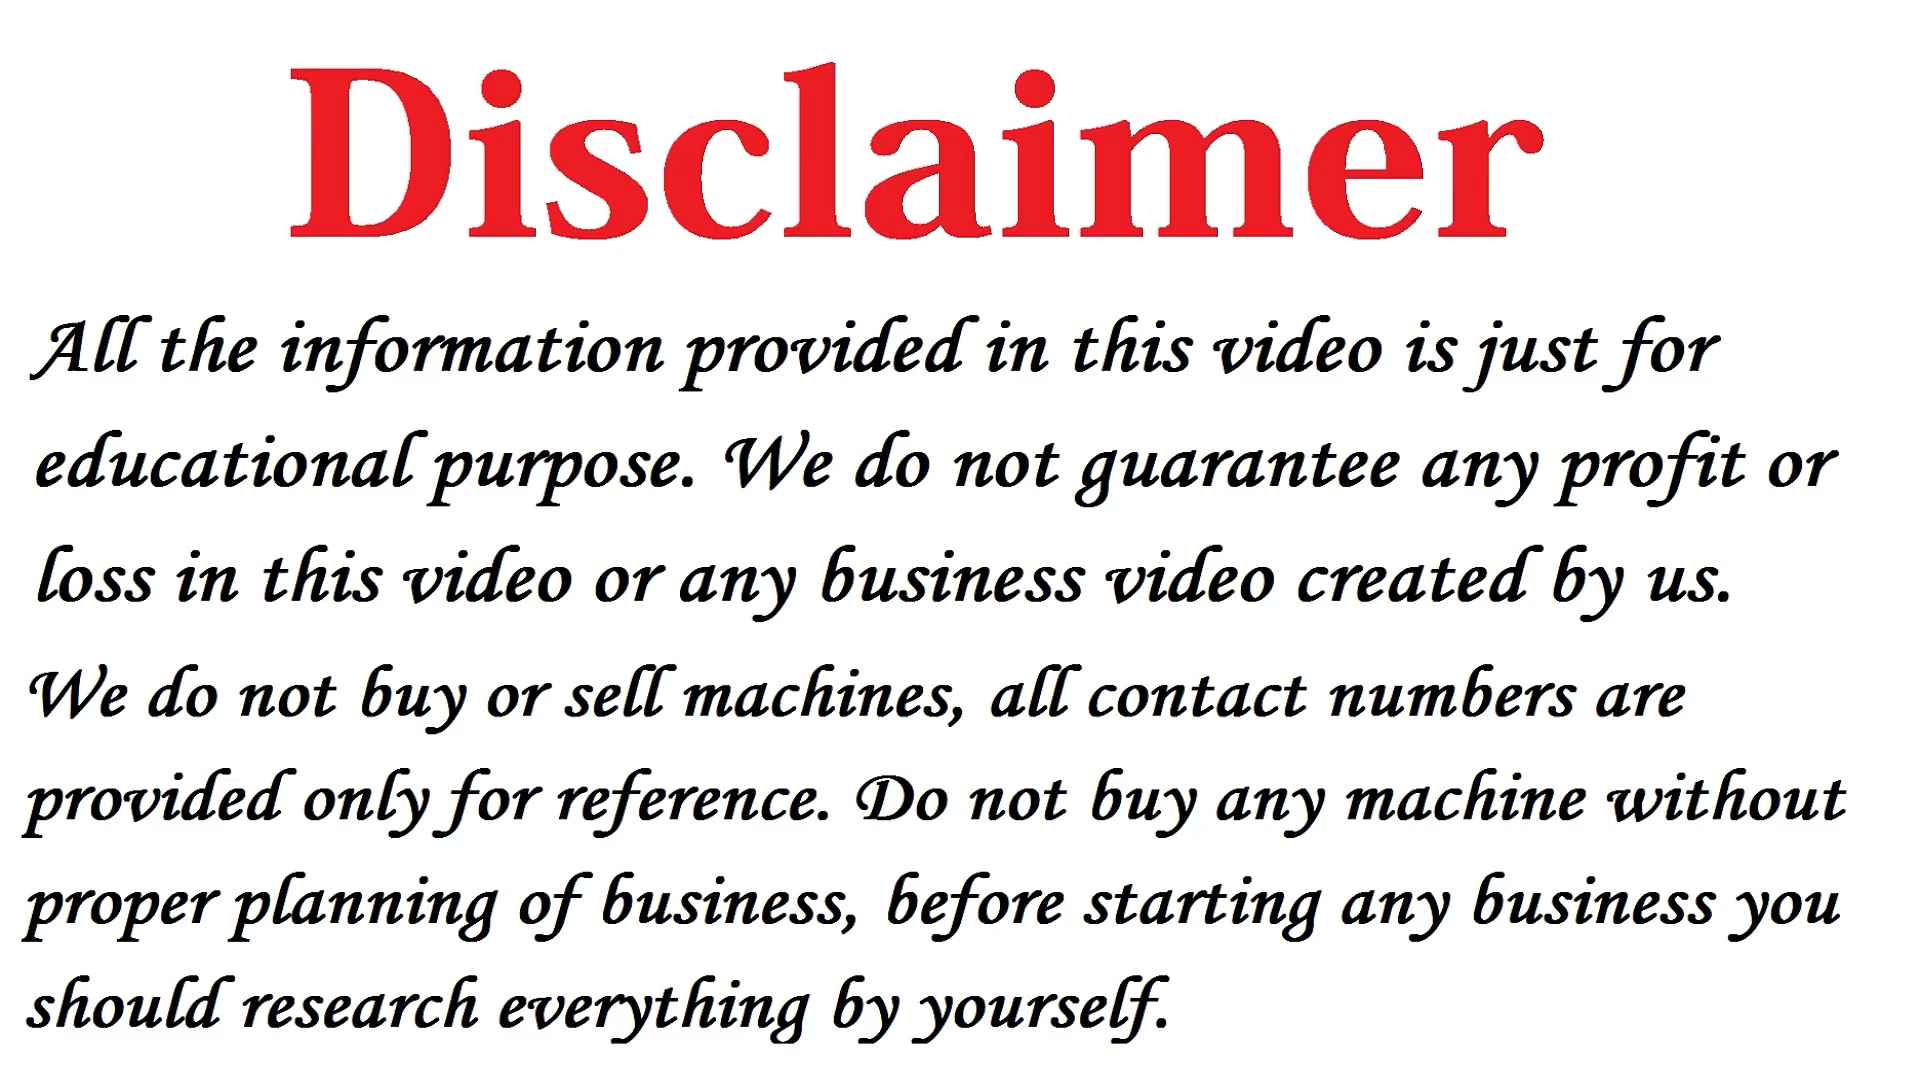 Disclaimer
All the information provided in this video is just for
educational purpose. We do not guarantee any profit or
loss in this video or any business video created by us.
We do not buy or sell machines, all contact numbers are
provided only for reference. Do not buy any machine without
proper planning of business, before starting any business you
should research everything by yourself.